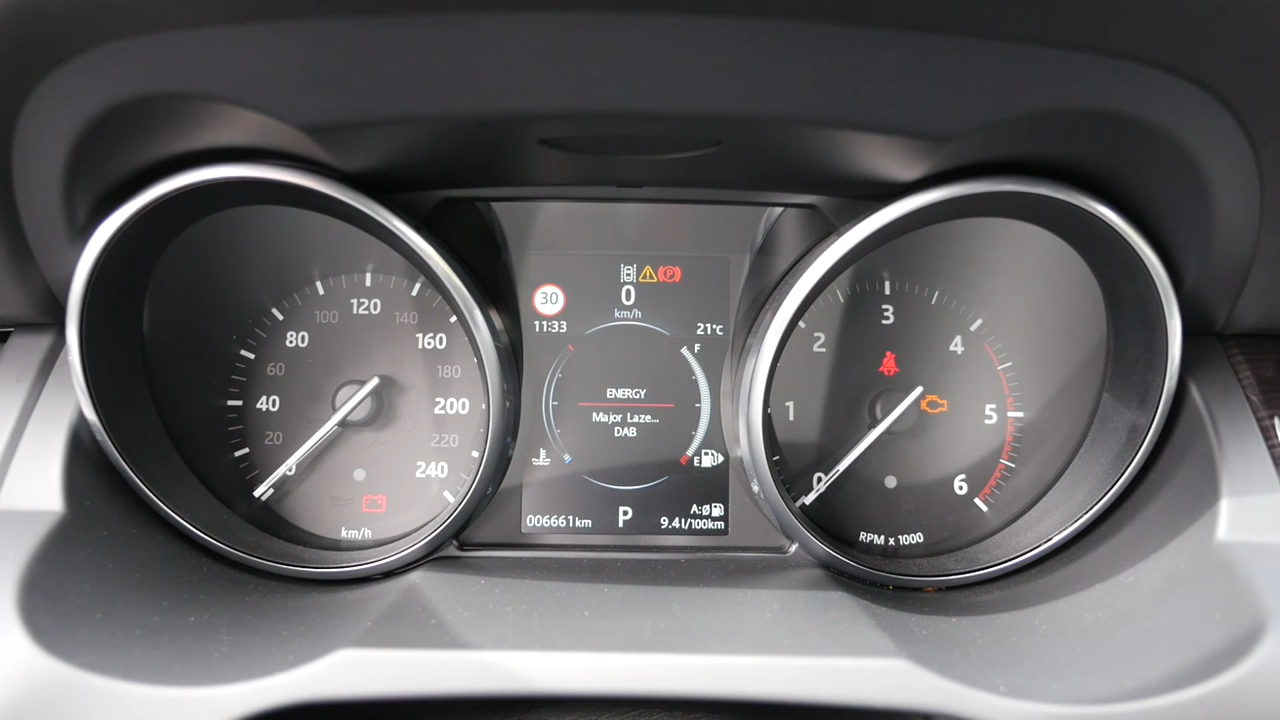 20
40
60
80
100
120
140
160
180
200
220
240
km/h
30
0
km/h
11:33
21°C
F
ENERGY
Major Laze...
DAB
E
006661km
P
A:Ø
9.4l/100km
0
1
2
3
4
5
6
RPM x 1000
P